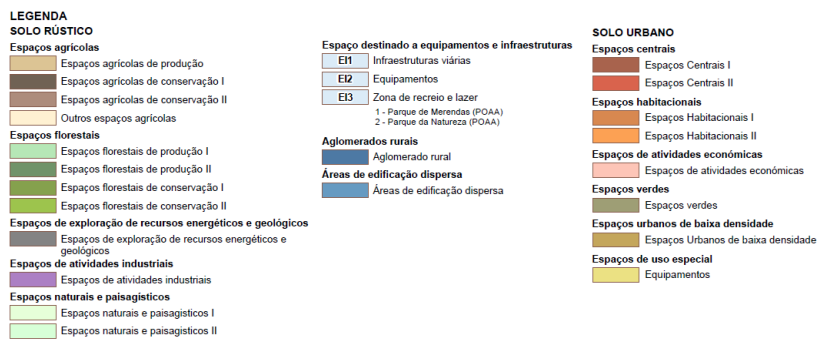 LEGENDA
SOLO RÚSTICO
Espaços agrícolas
Espaços agrícolas de produção
Espaços agrícolas de conservação I
Espaços agrícolas de conservação II
Outros espaços agrícolas
Espaços florestais
Espaços florestais de produção I
Espaços florestais de produção II
Espaços florestais de conservação I
Espaços florestais de conservação II
Espaços de exploração de recursos energéticos e geológicos
Espaços de exploração de recursos energéticos e
geológicos
Espaços de atividades industriais
Espaços de atividades industriais
Espaços naturais e paisagísticos
Espaços naturais e paisagisticos I
Espaços naturais e paisagisticos II
Espaço destinado a equipamentos e infraestruturas
EI1 Infraestruturas viárias
EI2 Equipamentos
EI3 Zona de recreio e lazer
1 - Parque de Merendas (POAA)
2 - Parque da Natureza (POAA)
Aglomerados rurais
Aglomerado rural
Áreas de edificação dispersa
Áreas de edificação dispersa
SOLO URBANO
Espaços centrais
Espaços Centrais I
Espaços Centrais II
Espaços habitacionais
Espaços Habitacionais I
Espaços Habitacionais II
Espaços de atividades económicas
Espaços de atividades económicas
Espaços verdes
Espaços verdes
Espaços urbanos de baixa densidade
Espaços Urbanos de baixa densidade
Espaços de uso especial
Equipamentos